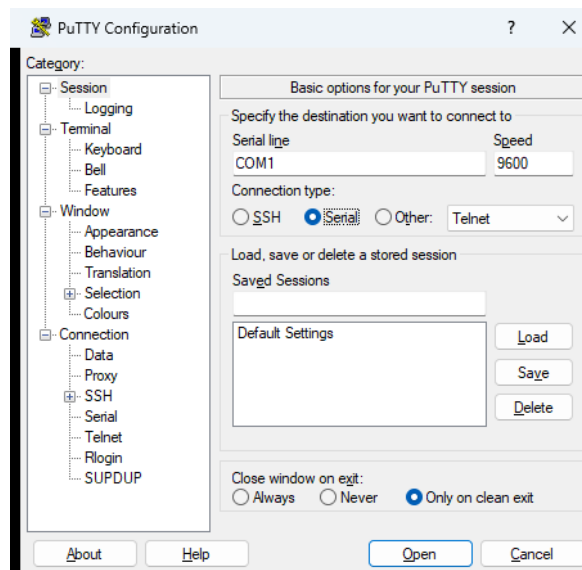 PuTTY Configuration
?
Category:
Session
Logging
Terminal
Keyboard
Bell
Features
Window
Appearance
Behaviour
Translation
Selection
Colours
Connection
Data
Proxy
SSH
Serial
Telnet
Rlogin
SUPDUP
Basic options for your PuTTY session
Specify the destination you want to connect to
Serial line Speed
COM1 9600
Connection type:
SSH Serial Other: Telnet
Load, save or delete a stored session
Saved Sessions
Default Settings
Load
Save
Delete
Close window on exit:
Always Never Only on clean exit
About Help Open Cancel